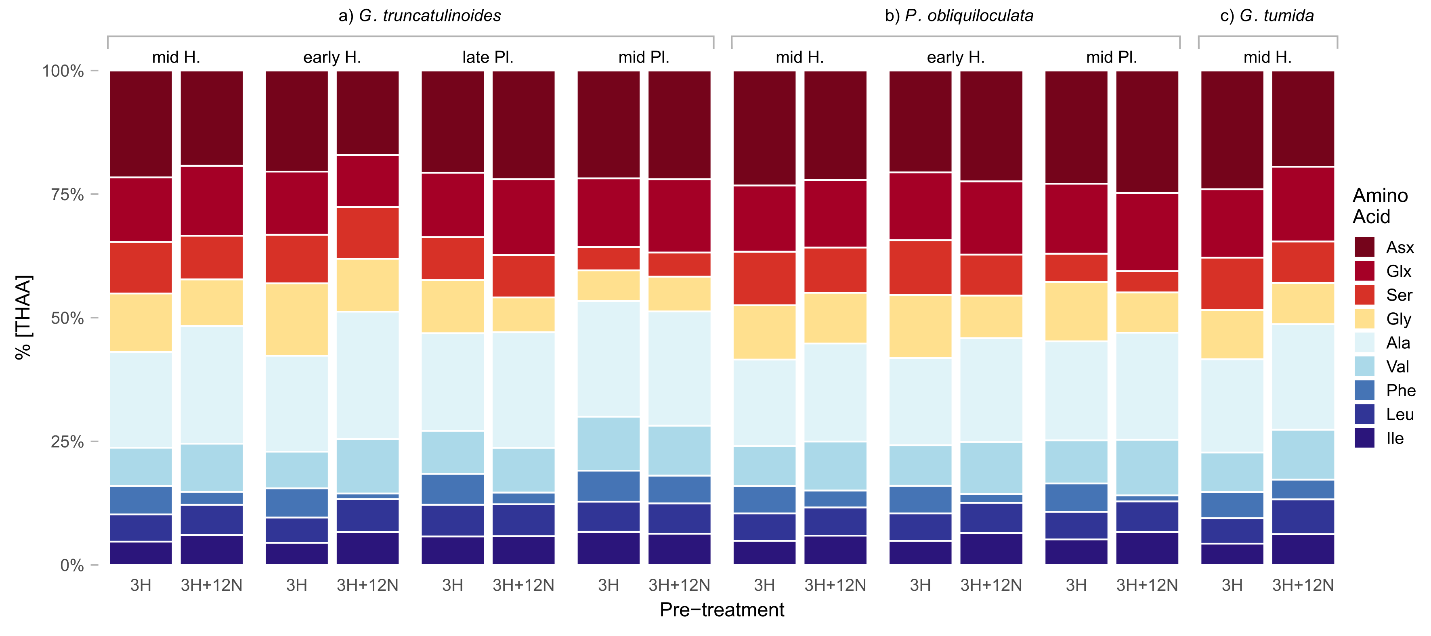 a) G. truncatulinoides b) P. obliquiloculata c) G. tumida
mid H. early H. late Pl. mid Pl. mid H. early H. mid Pl. mid H.
100%
75%
50%
25%
0%
% [THAA]
3H 3H+12N 3H 3H+12N 3H 3H+12N 3H 3H+12N 3H 3H+12N 3H 3H+12N 3H 3H+12N 3H 3H+12N
Pre−treatment
Amino
Acid
Asx
Glx
Ser
Gly
Ala
Val
Phe
Leu
Ile